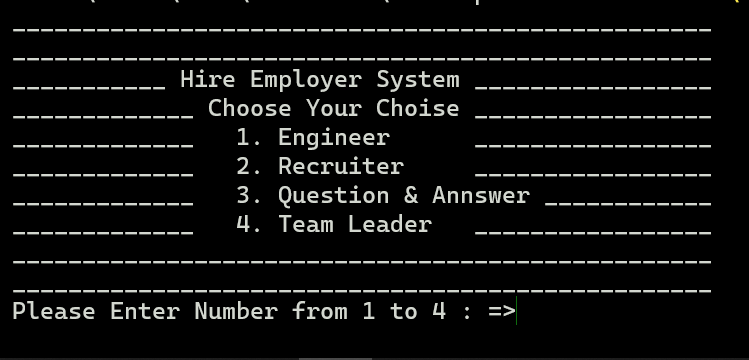 __________________________________________________
__________________________________________________
___________ Hire Employer System _________________
_____________ Choose Your Choise _________________
_____________   1. Engineer      _________________
_____________   2. Recruiter     _________________
_____________   3. Question & Annswer ____________
_____________   4. Team Leader   _________________
__________________________________________________
__________________________________________________
Please Enter Number from 1 to 4 : =>